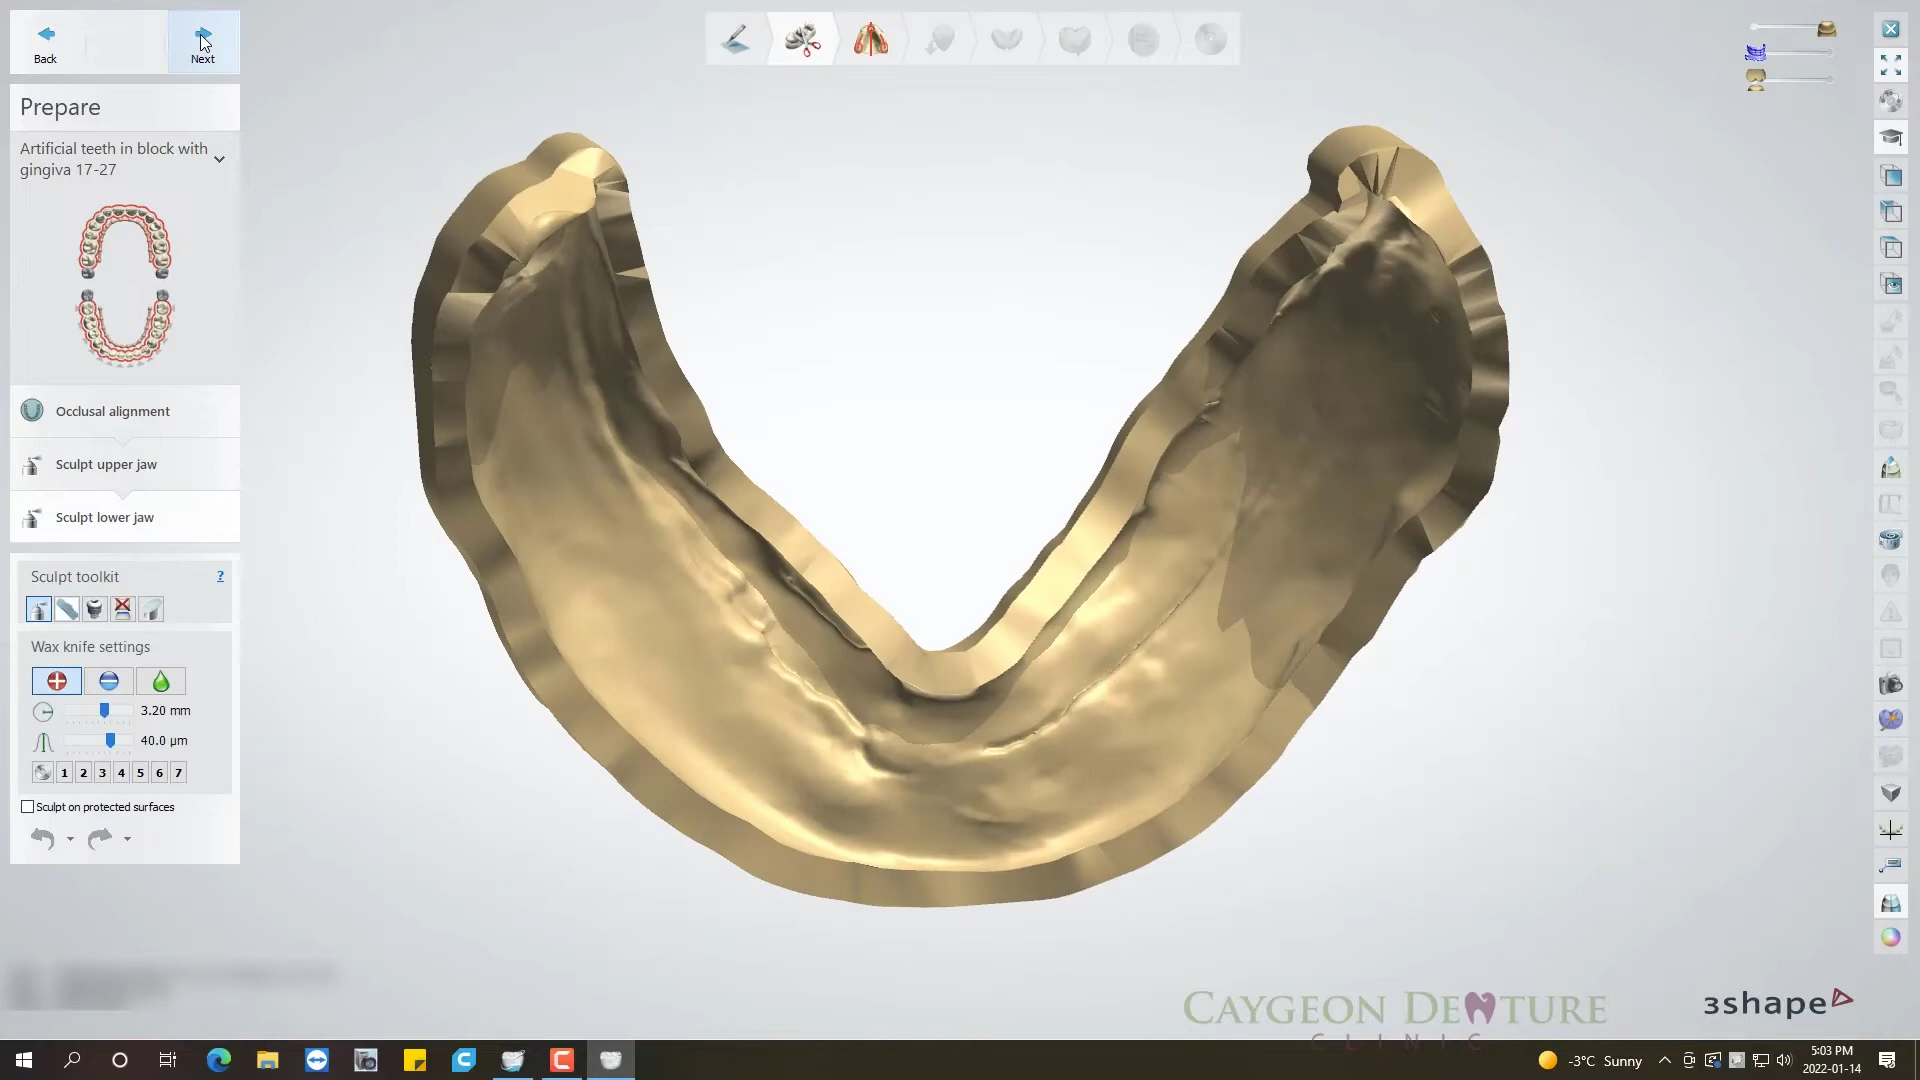 Back
Next
Prepare
Artificial teeth in block with
gingiva 17-27
Occlusal alignment
Sculpt upper jaw
Sculpt lower jaw
Sculpt toolkit
?
Wax knife settings
3.20 mm
40.0 µm
1 2 3 4 5 6 7
Sculpt on protected surfaces
CAYGEON DENTURE
CLINIC
3shape
-3°C Sunny
5:03 PM
2022-01-14